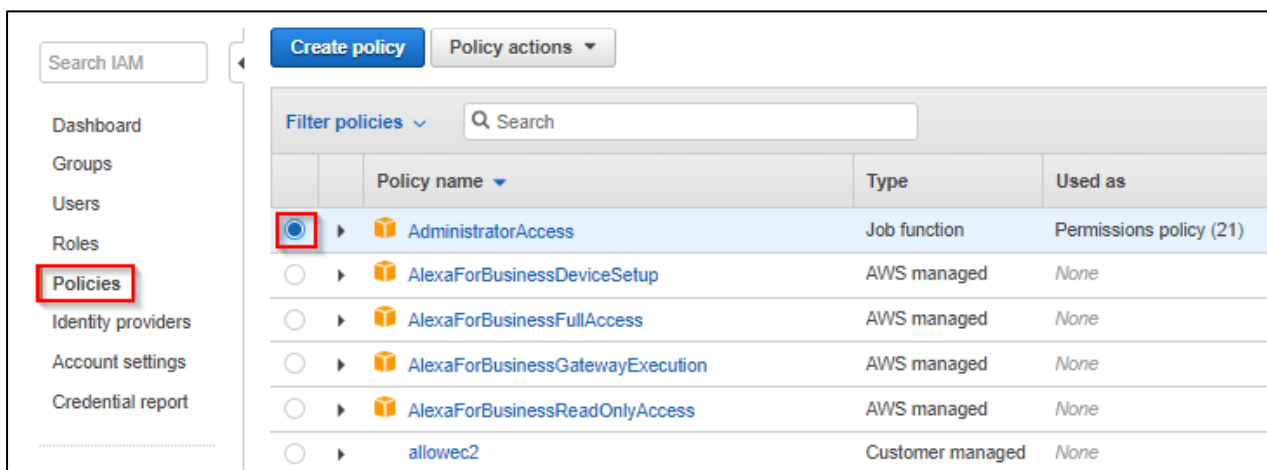 Create policy Policy actions
Search IAM
Filter policies Search
Dashboard
Groups
Users
Roles
Policies
Identity providers
Account settings
Credential report
Policy name Type Used as
AdministratorAccess Job function Permissions policy (21)
AlexaForBusinessDeviceSetup AWS managed None
AlexaForBusinessFullAccess AWS managed None
AlexaForBusinessGatewayExecution AWS managed None
AlexaForBusinessReadOnlyAccess AWS managed None
allowec2 Customer managed None